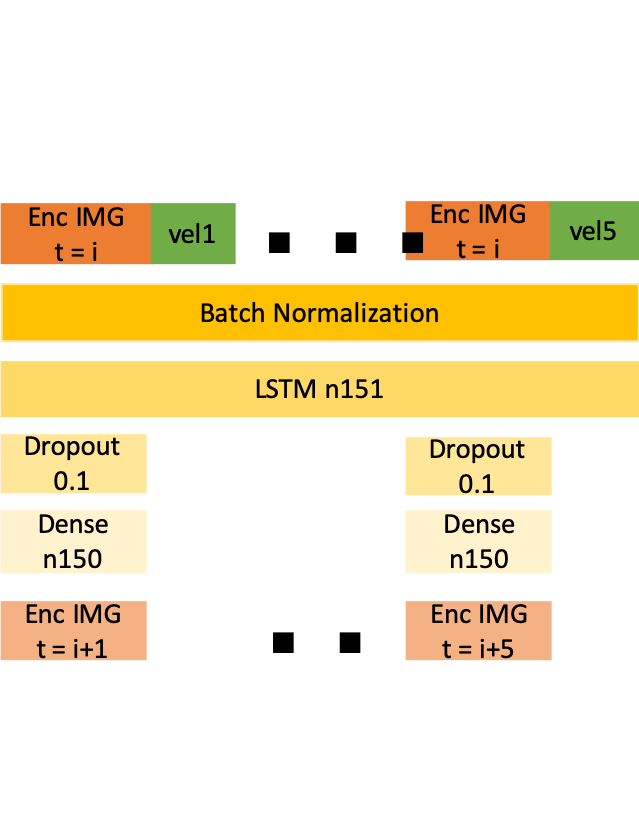 Enc IMG
t = i
vel1
Enc IMG
t = i
vel5
Batch Normalization
LSTM n151
Dropout
0.1
Dropout
0.1
Dense
n150
Dense
n150
Enc IMG
t = i+1
Enc IMG
t = i+5